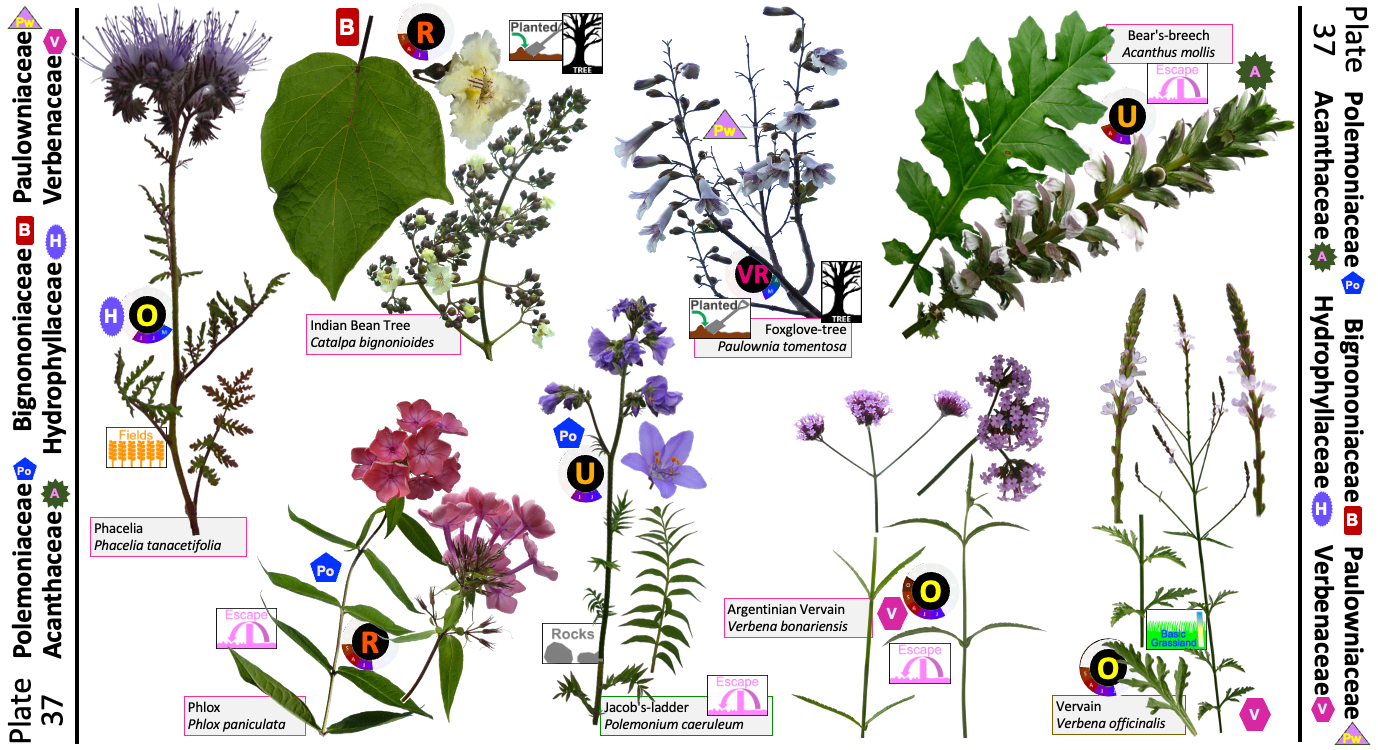 Plate 37
Polemoniaceae Po
Acanthaceae A
Bignoniaceae B
Hydrophyllaceae H
Paulowniaceae Pw
Verbenaceae V
H
O
J J M
Fields
Phacelia
Phacelia tanacetifolia
B
R
Planted
TREE
Indian Bean Tree
Catalpa bignonioides
Pw
VR
Planted
TREE
Foxglove-tree
Paulownia tomentosa
Bear's-breech
Acanthus mollis
Escape
A
U
Po
Escape
R
Phlox
Phlox paniculata
Po
U
J J
Rocks
Escape
Jacob's-ladder
Polemonium caeruleum
Argentinian Vervain
Verbena bonariensis
V
O
Escape
Basic
Grassland
O
Vervain
Verbena officinalis
V
Plate
37
Polemoniaceae Po
Acanthaceae A
Bignononiaceae B
Hydrophyllaceae H
Paulowniaceae Pw
Verbenaceae V